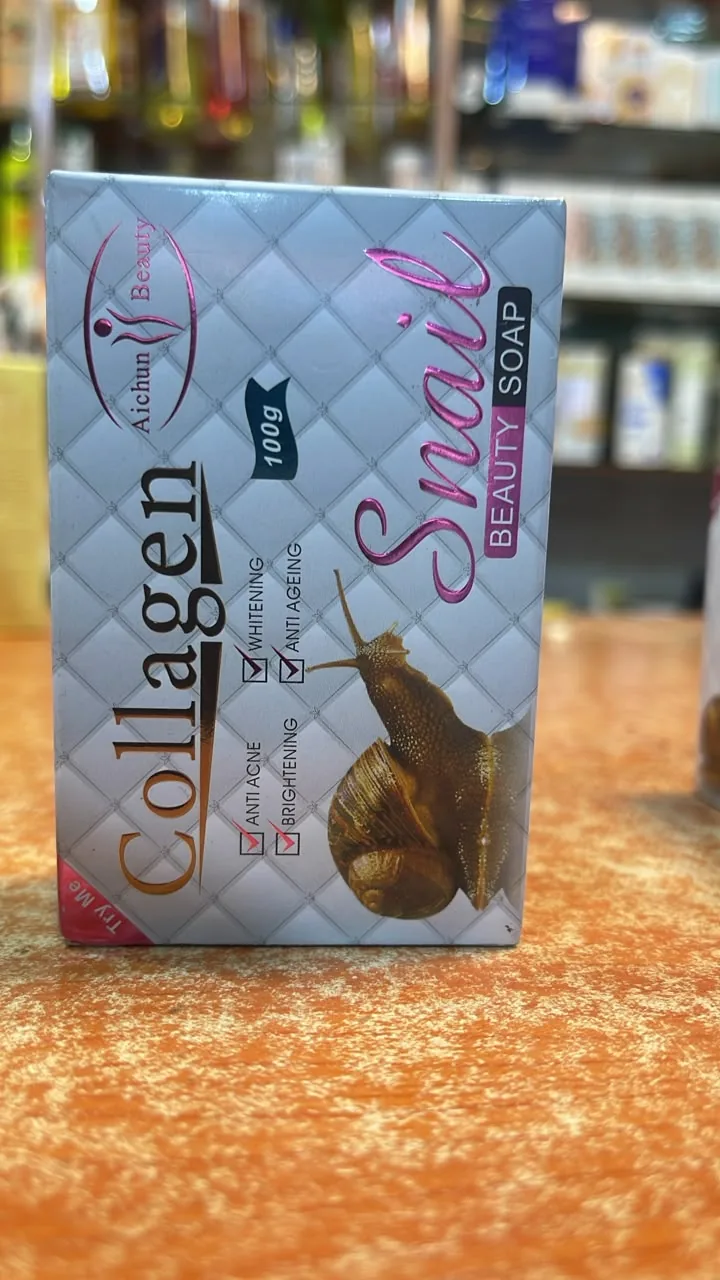 Aichun Beauty
Collagen
100g
ANTI ACNE
WHITENING
BRIGHTENING
ANTI AGEING
Snail
BEAUTY SOAP
Try Me